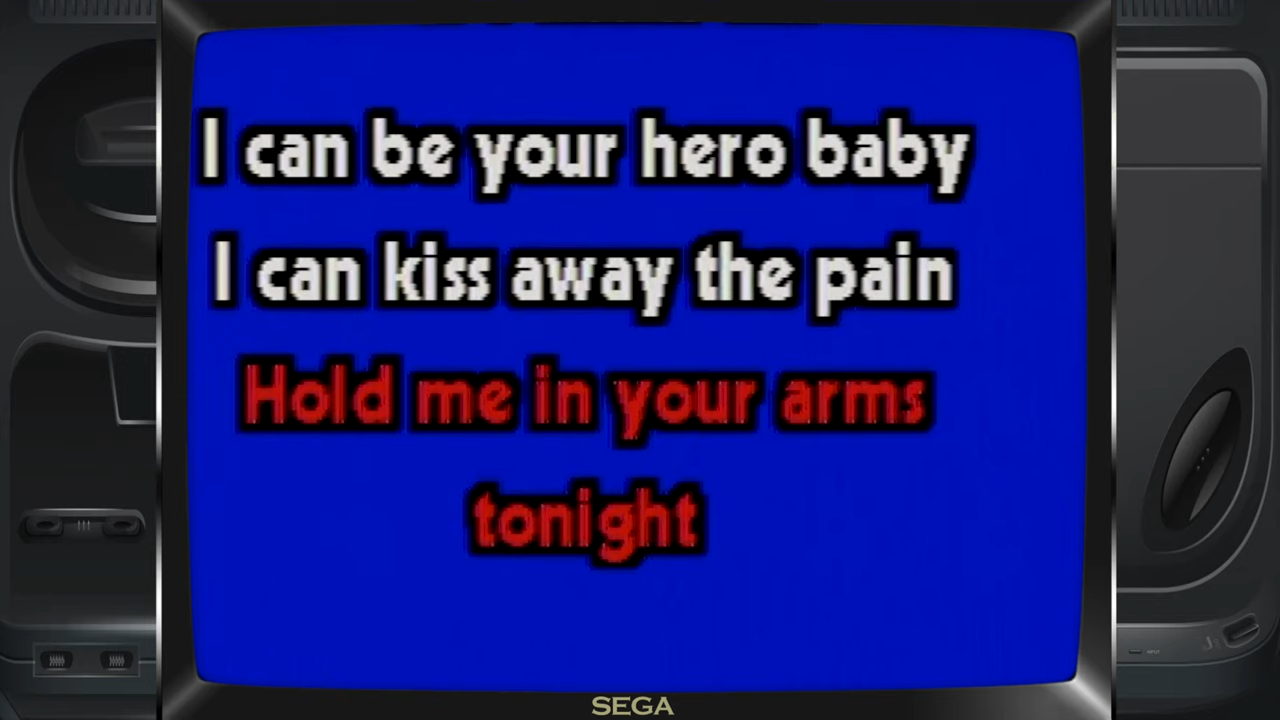 I can be your hero baby
I can kiss away the pain
Hold me in your arms
tonight
SEGA